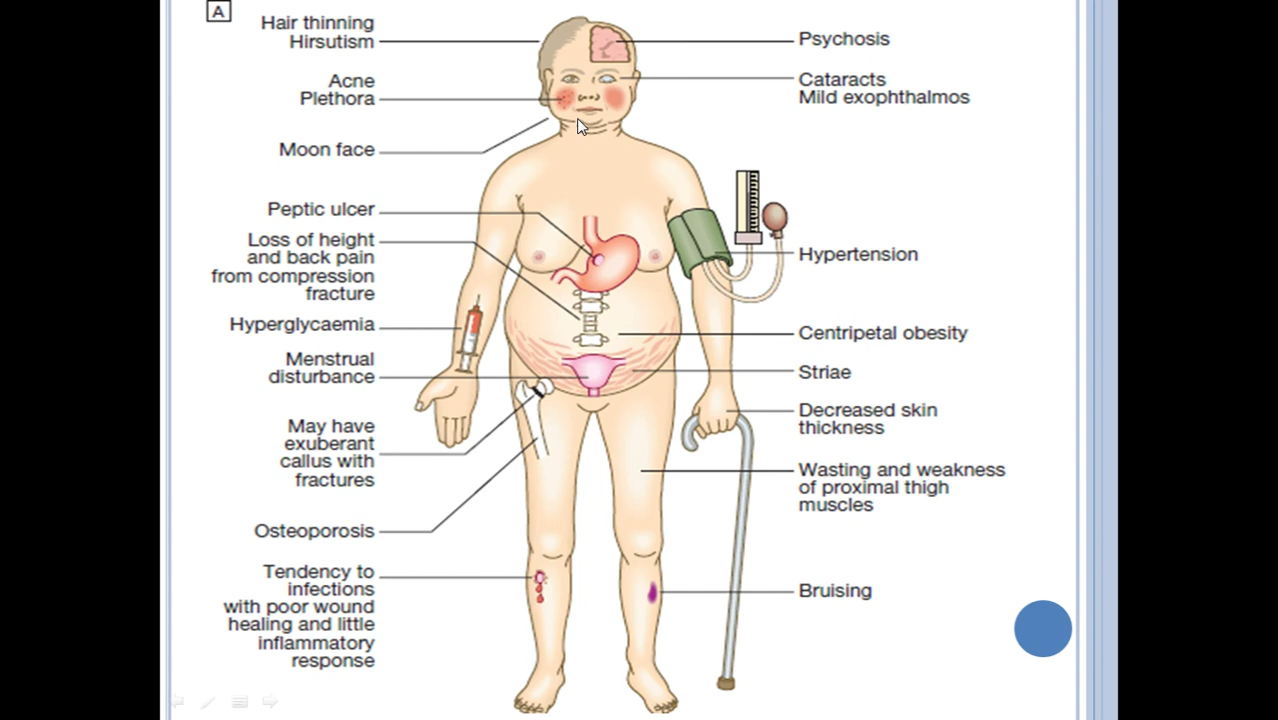 A
Hair thinning
Hirsutism
Acne
Plethora
Moon face
Peptic ulcer
Loss of height
and back pain
from compression
fracture
Hyperglycaemia
Menstrual
disturbance
May have
exuberant
callus with
fractures
Osteoporosis
Tendency to
infections
with poor wound
healing and little
inflammatory
response
Psychosis
Cataracts
Mild exophthalmos
Hypertension
Centripetal obesity
Striae
Decreased skin
thickness
Wasting and weakness
of proximal thigh
muscles
Bruising